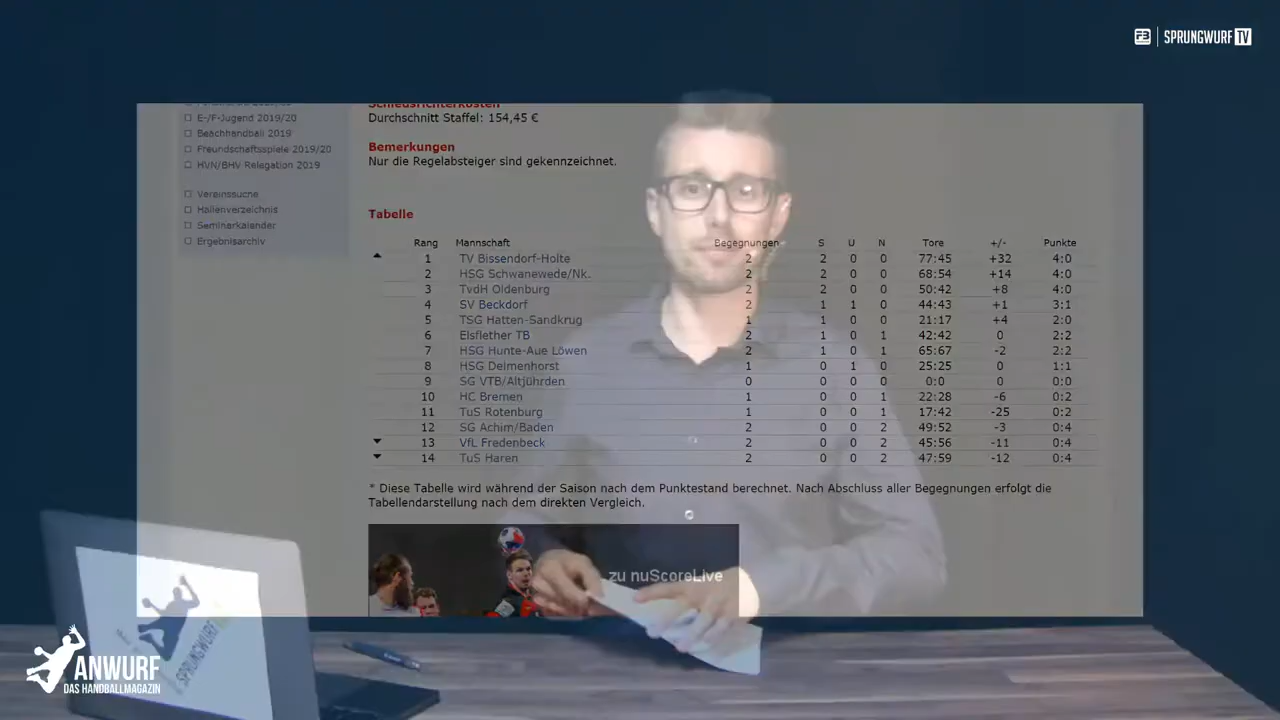 FB SPRUNGWURF TV
Schiedsrichterkosten
E-/F-Jugend 2019/20
Durchschnitt Staffel: 154,45 €
Beachhandball 2019
Freundschaftsspiele 2019/20
Bemerkungen
HVN/BHV Relegation 2019
Nur die Regelabsteiger sind gekennzeichnet.
Vereinssuche
Hallenverzeichnis
Seminarkalender
Ergebnisarchiv
Tabelle
Rang Mannschaft Begegnungen S U N Tore +/- Punkte
1 TV Bissendorf-Holte 2 2 0 0 77:45 +32 4:0
2 HSG Schwanewede/Nk. 2 2 0 0 68:54 +14 4:0
3 TvdH Oldenburg 2 2 0 0 50:42 +8 4:0
4 SV Beckdorf 2 1 1 0 44:43 +1 3:1
5 TSG Hatten-Sandkrug 1 1 0 0 21:17 +4 2:0
6 Elsflether TB 2 1 0 1 42:42 0 2:2
7 HSG Hunte-Aue Löwen 2 1 0 1 65:67 -2 2:2
8 HSG Delmenhorst 1 0 1 0 25:25 0 1:1
9 SG VTB/Altjührden 0 0 0 0 0:0 0 0:0
10 HC Bremen 1 0 0 1 22:28 -6 0:2
11 TuS Rotenburg 1 0 0 1 17:42 -25 0:2
12 SG Achim/Baden 2 0 0 2 49:52 -3 0:4
13 VfL Fredenbeck 2 0 0 2 45:56 -11 0:4
14 TuS Haren 2 0 0 2 47:59 -12 0:4
* Diese Tabelle wird während der Saison nach dem Punktestand berechnet. Nach Abschluss aller Begegnungen erfolgt die
Tabellendarstellung nach dem direkten Vergleich.
zu nuScoreLive
SPRUNGWURF
ANWURF
DAS HANDBALLMAGAZIN